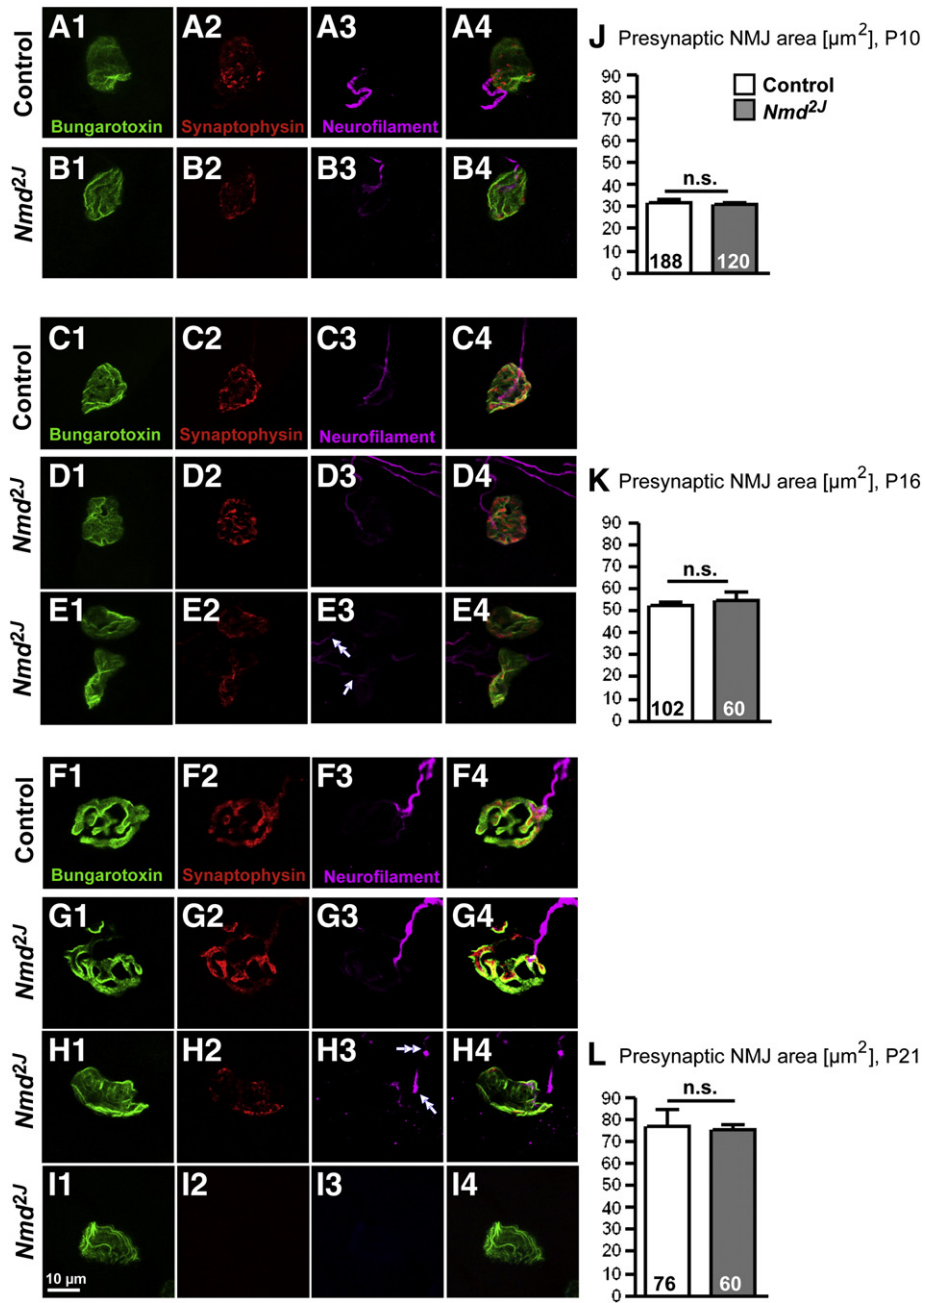 Control
A1 A2 A3 A4
Bungarotoxin Synaptophysin Neurofilament
Nmd2J
B1 B2 B3 B4
J Presynaptic NMJ area [µm2], P10
Control
Nmd2J
90
80
70
60
50
40
30
20
10
0
n.s.
188 120
Control
C1 C2 C3 C4
Bungarotoxin Synaptophysin Neurofilament
Nmd2J
D1 D2 D3 D4
Nmd2J
E1 E2 E3 E4
K Presynaptic NMJ area [µm2], P16
90
80
70
60
50
40
30
20
10
0
n.s.
102 60
Control
F1 F2 F3 F4
Bungarotoxin Synaptophysin Neurofilament
Nmd2J
G1 G2 G3 G4
Nmd2J
H1 H2 H3 H4
Nmd2J
I1 I2 I3 I4
10 µm
L Presynaptic NMJ area [µm2], P21
90
80
70
60
50
40
30
20
10
0
n.s.
76 60